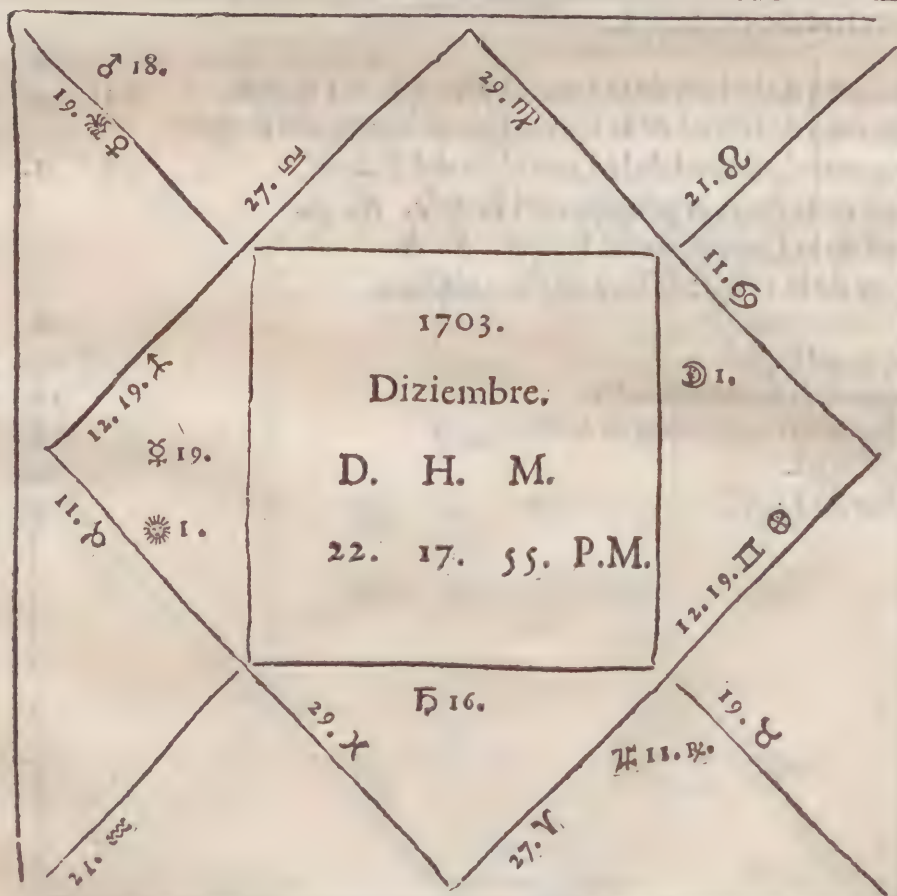 ♂ 18.
19. ♏ ♀
27. ♎
29. ♍
21. ♌
11. ♋
1703.
Diziembre.
D. H. M.
22. 17. 55. P.M.
☽ 1.
12. 19. ♐
☿ 19.
☉ 1.
11. ♑
12. 19. ♊ ⊗
♄ 16.
29. ♓
♃ 11. ℞.
19. ♉
21. ♒
27. ♈